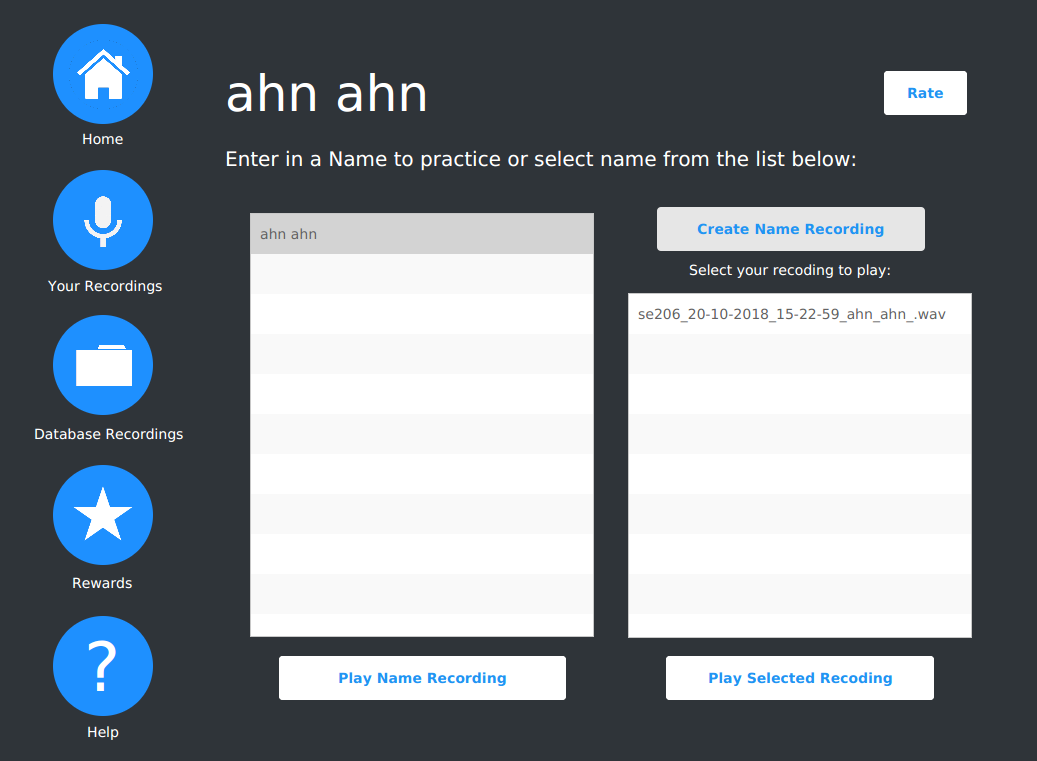 Home
Your Recordings
Database Recordings
Rewards
?
Help
ahn ahn
Rate
Enter in a Name to practice or select name from the list below:
ahn ahn
Play Name Recording
Create Name Recording
Select your recoding to play:
se206_20-10-2018_15-22-59_ahn_ahn_.wav
Play Selected Recoding